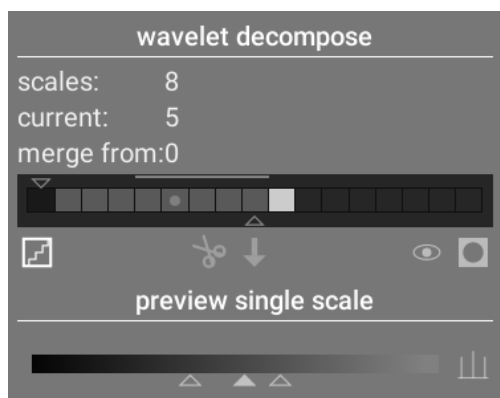 wavelet decompose
scales: 8
current: 5
merge from:0
preview single scale